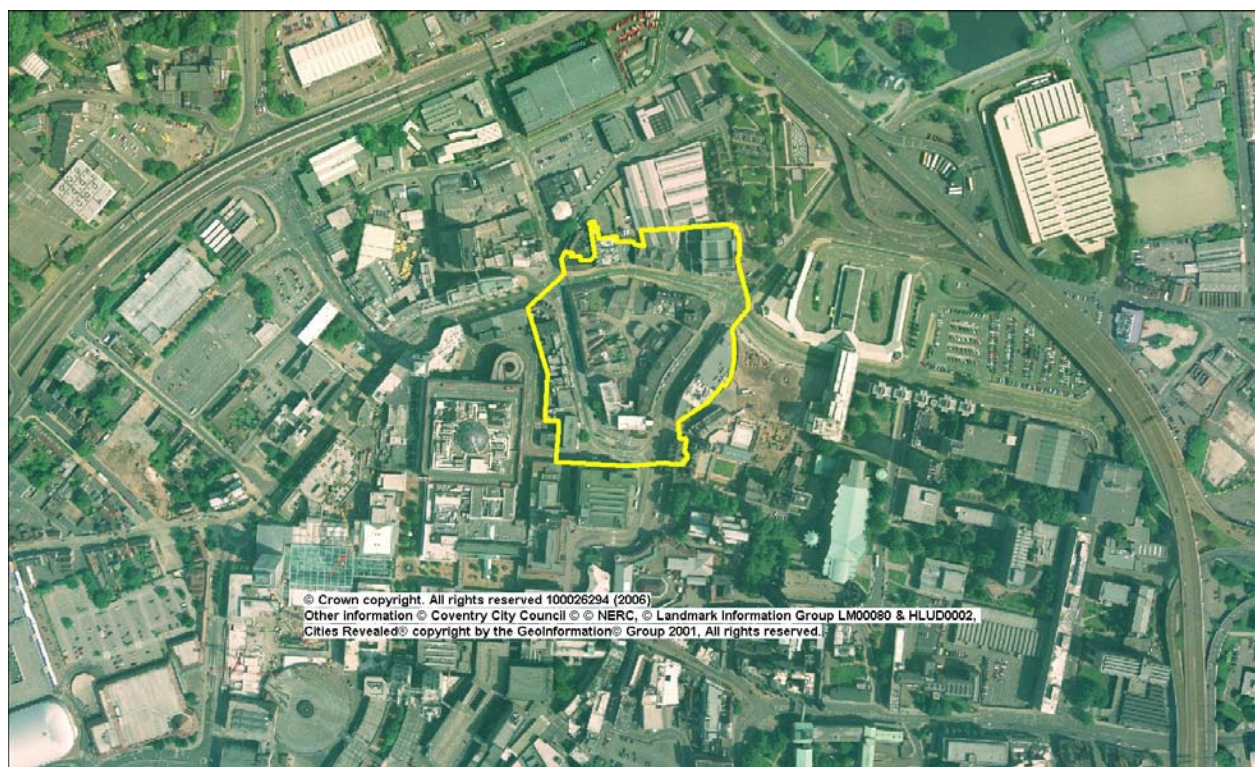 © Crown copyright. All rights reserved 100026294 (2006)
Other information © Coventry City Council © © NERC, © Landmark Information Group LM00080 & HLUD0002,
Cities Revealed® copyright by the GeoInformation© Group 2001, All rights reserved.